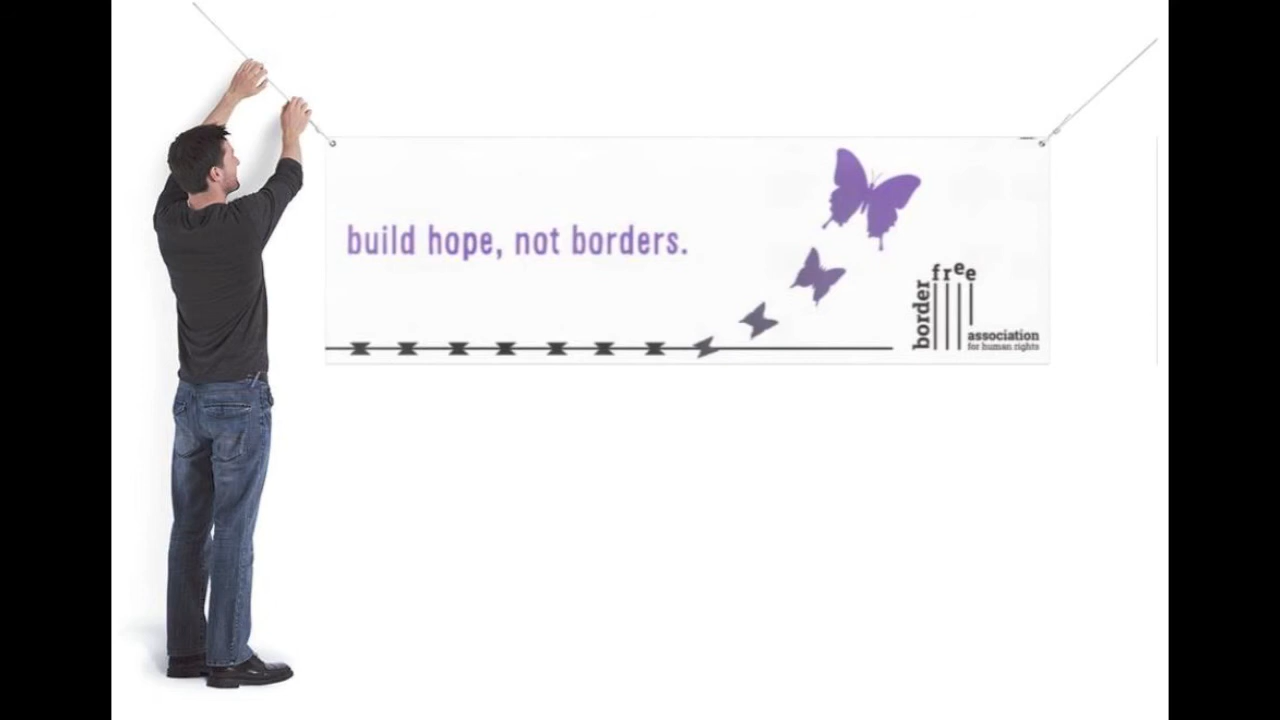 build hope, not borders.
border
free
association
for human rights